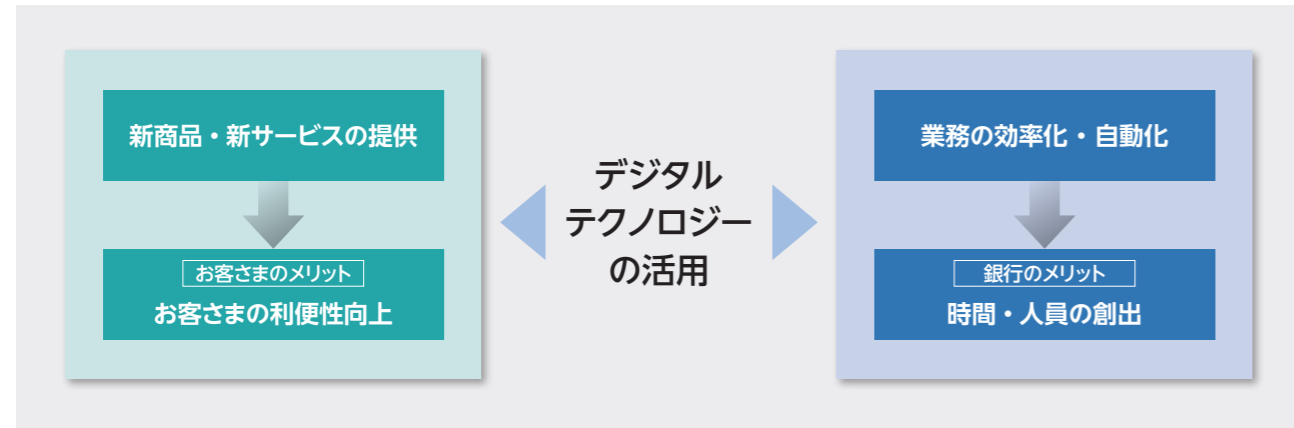 新商品・新サービスの提供
お客さまのメリット
お客さまの利便性向上
デジタル
テクノロジー
の活用
業務の効率化・自動化
銀行のメリット
時間・人員の創出